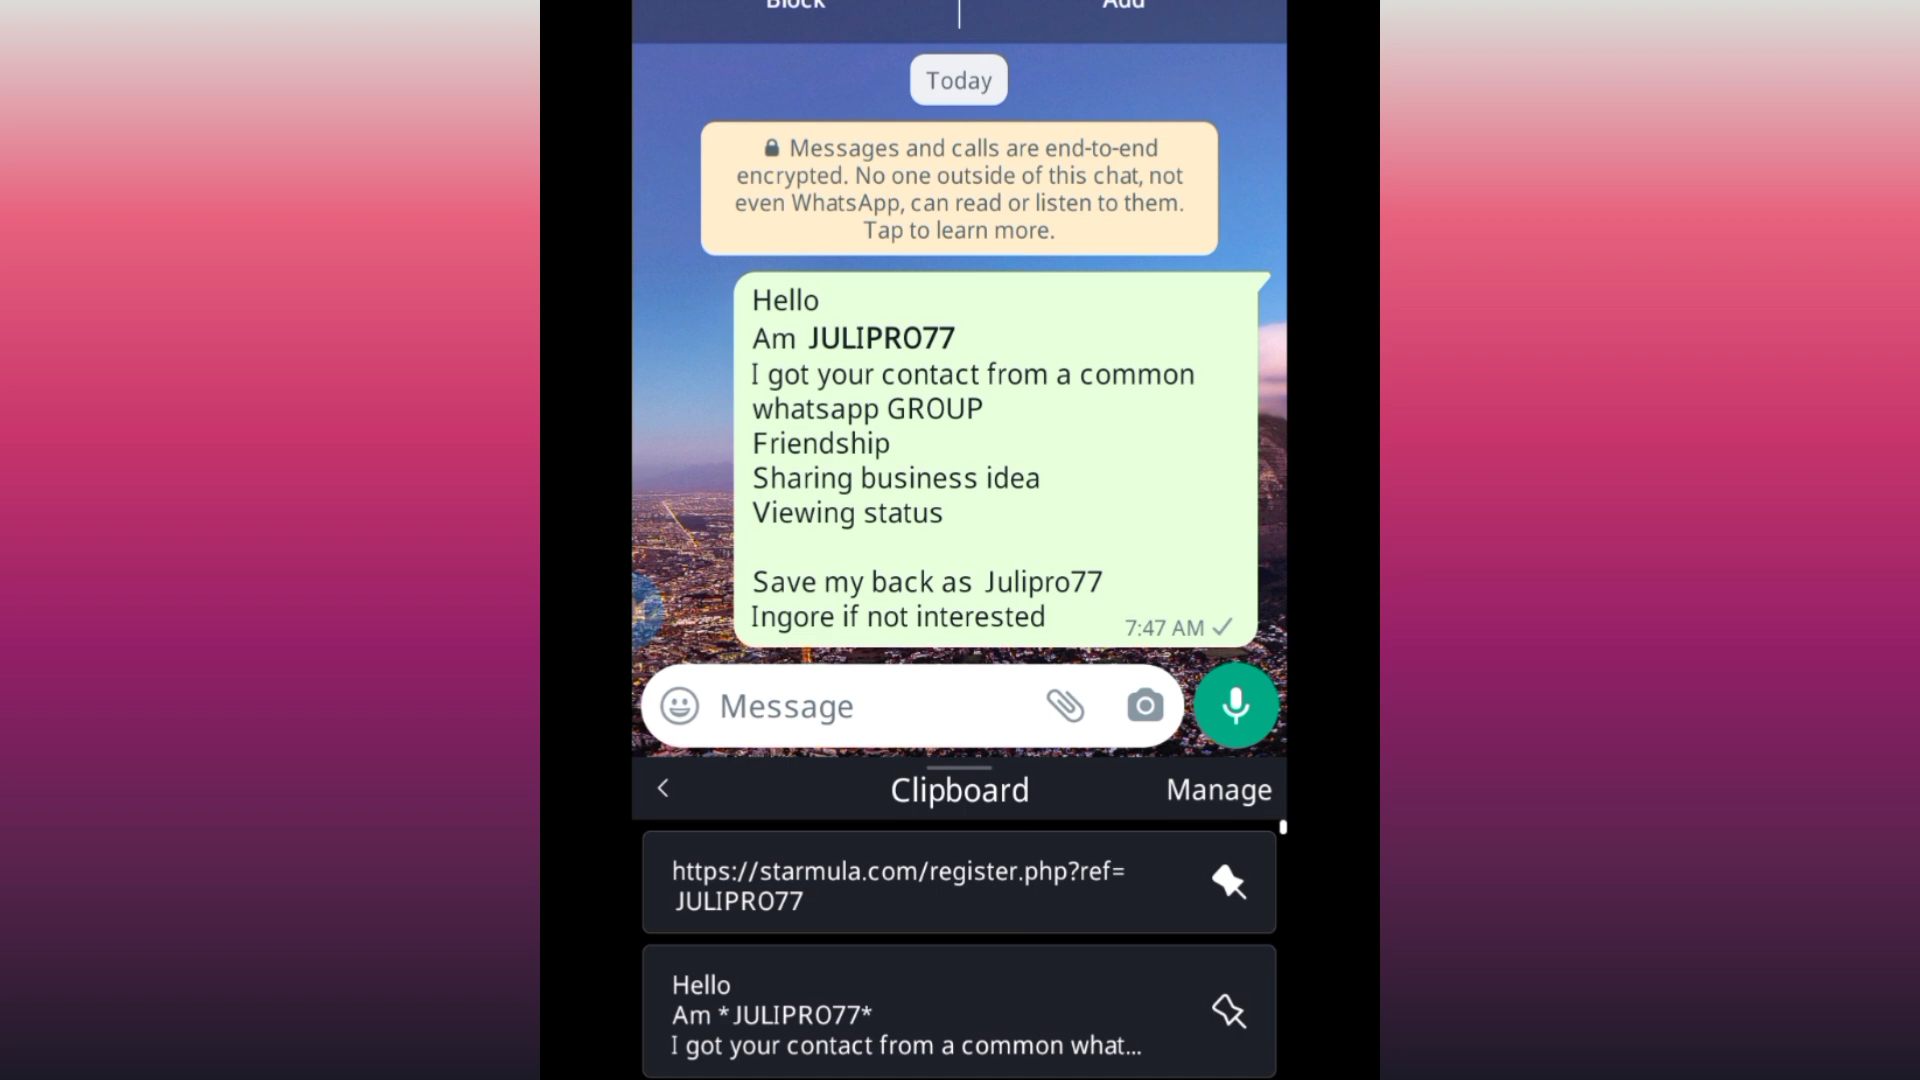 Block Add
Today
Messages and calls are end-to-end
encrypted. No one outside of this chat, not
even WhatsApp, can read or listen to them.
Tap to learn more.
Hello
Am JULIPRO77
I got your contact from a common
whatsapp GROUP
Friendship
Sharing business idea
Viewing status
Save my back as Julipro77
Ingore if not interested
7:47 AM
Message
Clipboard Manage
https://starmula.com/register.php?ref=
JULIPRO77
Hello
Am *JULIPRO77*
I got your contact from a common what...